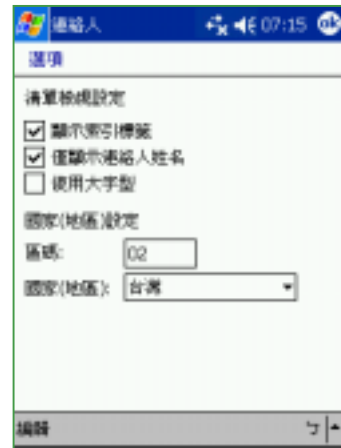 連絡人 07:15 ok
選項
清單檢視設定
顯示索引標籤
僅顯示連絡人姓名
使用大字型
國家(地區)設定
區碼: 02
國家(地區): 台灣
編輯 ㄅ